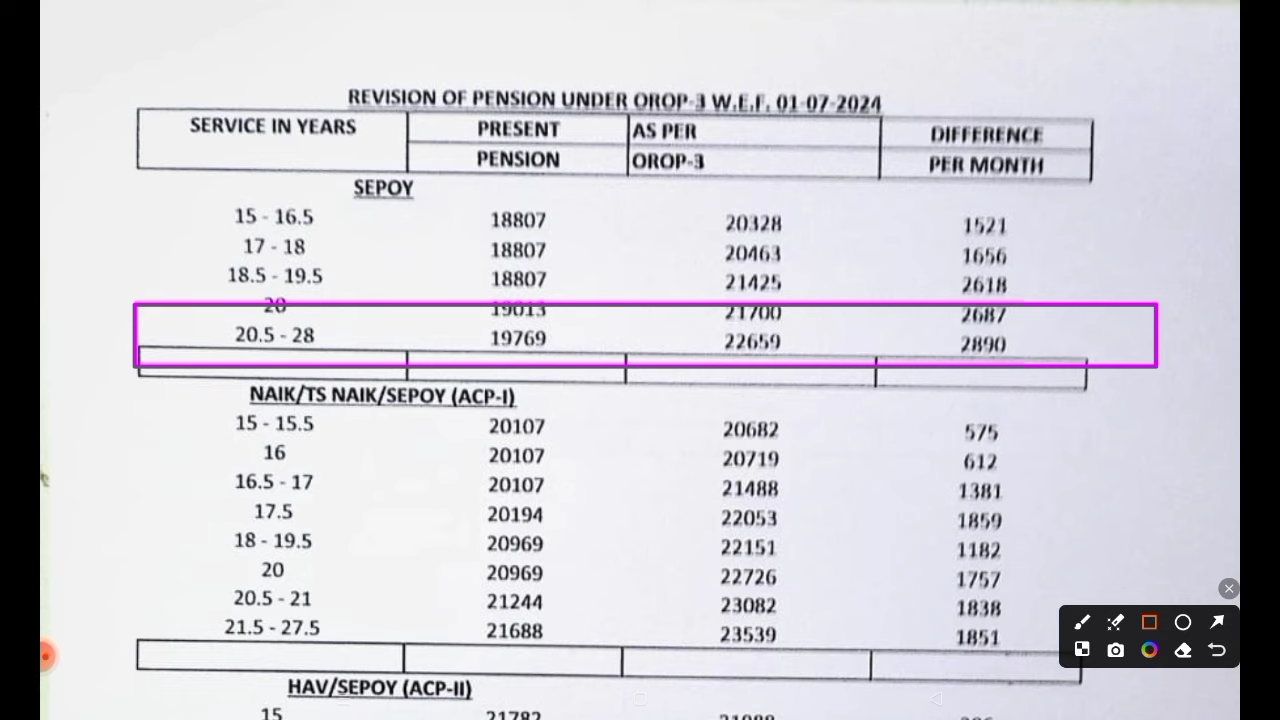 REVISION OF PENSION UNDER OROP-3 W.E.F. 01-07-2024
SERVICE IN YEARS PRESENT PENSION AS PER OROP-3 DIFFERENCE PER MONTH
SEPOY
15 - 16.5 18807 20328 1521
17 - 18 18807 20463 1656
18.5 - 19.5 18807 21425 2618
20 19013 21700 2687
20.5 - 28 19769 22659 2890
NAIK/TS NAIK/SEPOY (ACP-I)
15 - 15.5 20107 20682 575
16 20107 20719 612
16.5 - 17 20107 21488 1381
17.5 20194 22053 1859
18 - 19.5 20969 22151 1182
20 20969 22726 1757
20.5 - 21 21244 23082 1838
21.5 - 27.5 21688 23539 1851
HAV/SEPOY (ACP-II)
15 21782